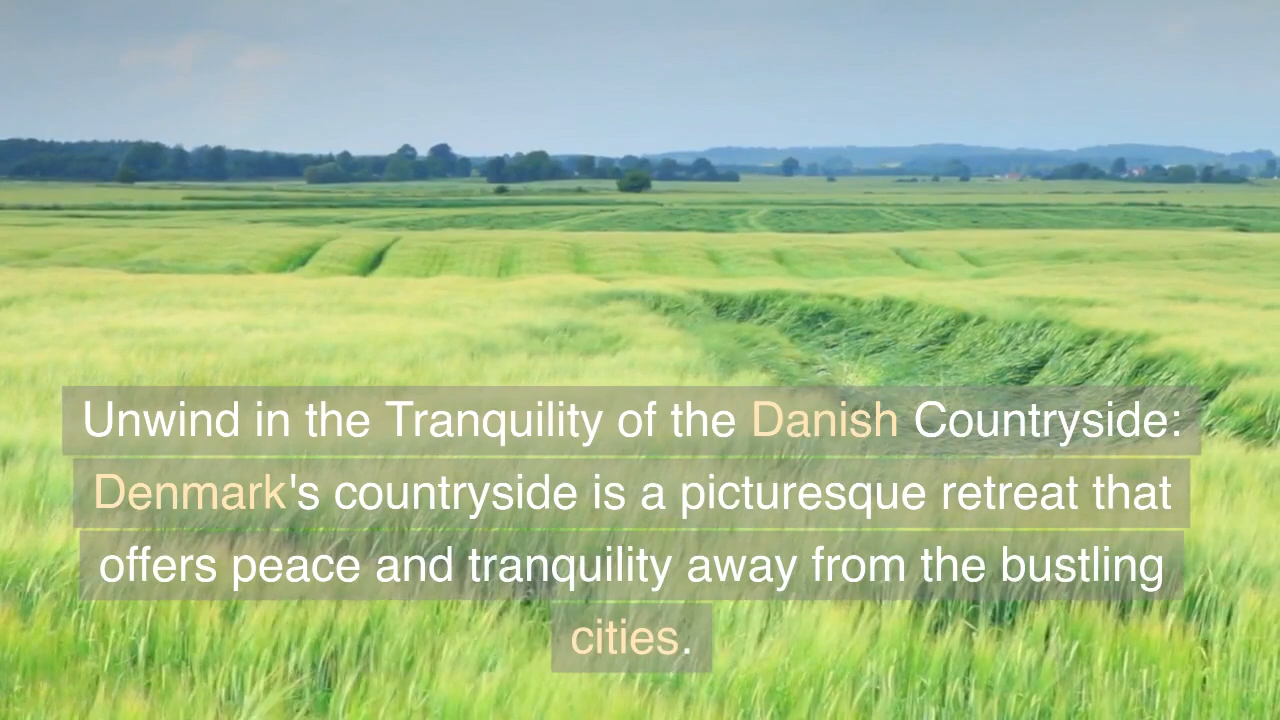 Unwind in the Tranquility of the Danish Countryside:
Denmark's countryside is a picturesque retreat that
offers peace and tranquility away from the bustling
cities.